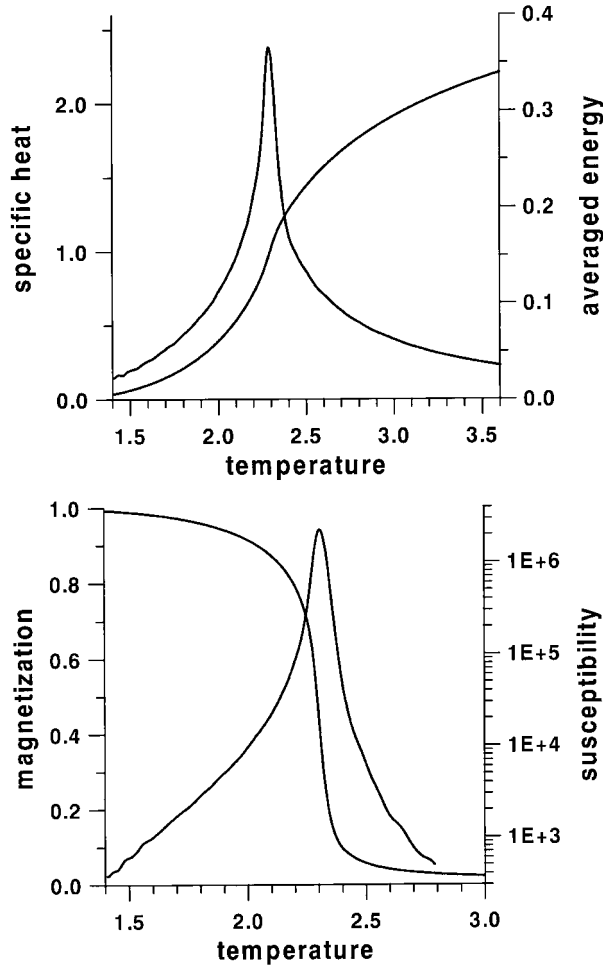 specific heat
2.0
1.0
0.0
0.4
0.3
0.2
0.1
0.0
averaged energy
1.5 2.0 2.5 3.0 3.5
temperature
magnetization
1.0
0.8
0.6
0.4
0.2
0.0
1E+6
1E+5
1E+4
1E+3
susceptibility
1.5 2.0 2.5 3.0
temperature